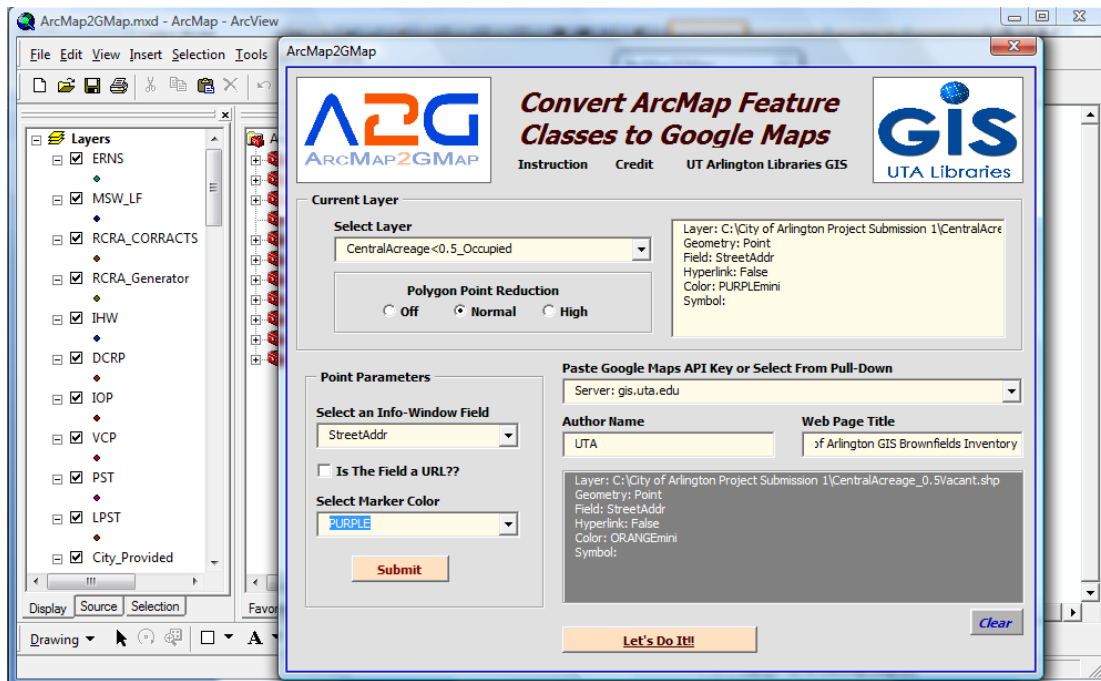 ArcMap2GMap.mxd - ArcMap - ArcView
File Edit View Insert Selection Tools
Layers
ERNS
MSW_LF
RCRA_CORRACTS
RCRA_Generator
IHW
DCRP
IOP
VCP
PST
LPST
City_Provided
Display Source Selection
Favor
Drawing
A
ArcMap2GMap
A2G
ARCMAP2GMAP
Convert ArcMap Feature
Classes to Google Maps
Instruction Credit UT Arlington Libraries GIS
GIS
UTA Libraries
Current Layer
Select Layer
CentralAcreage<0.5_Occupied
Polygon Point Reduction
Off Normal High
Layer: C:\City of Arlington Project Submission 1\CentralAcre
Geometry: Point
Field: StreetAddr
Hyperlink: False
Color: PURPLEmini
Symbol:
Point Parameters
Select an Info-Window Field
StreetAddr
Is The Field a URL??
Select Marker Color
PURPLE
Submit
Paste Google Maps API Key or Select From Pull-Down
Server: gis.uta.edu
Author Name Web Page Title
UTA of Arlington GIS Brownfields Inventory
Layer: C:\City of Arlington Project Submission 1\CentralAcreage_0.5Vacant.shp
Geometry: Point
Field: StreetAddr
Hyperlink: False
Color: ORANGEmini
Symbol:
Clear
Let's Do It!!